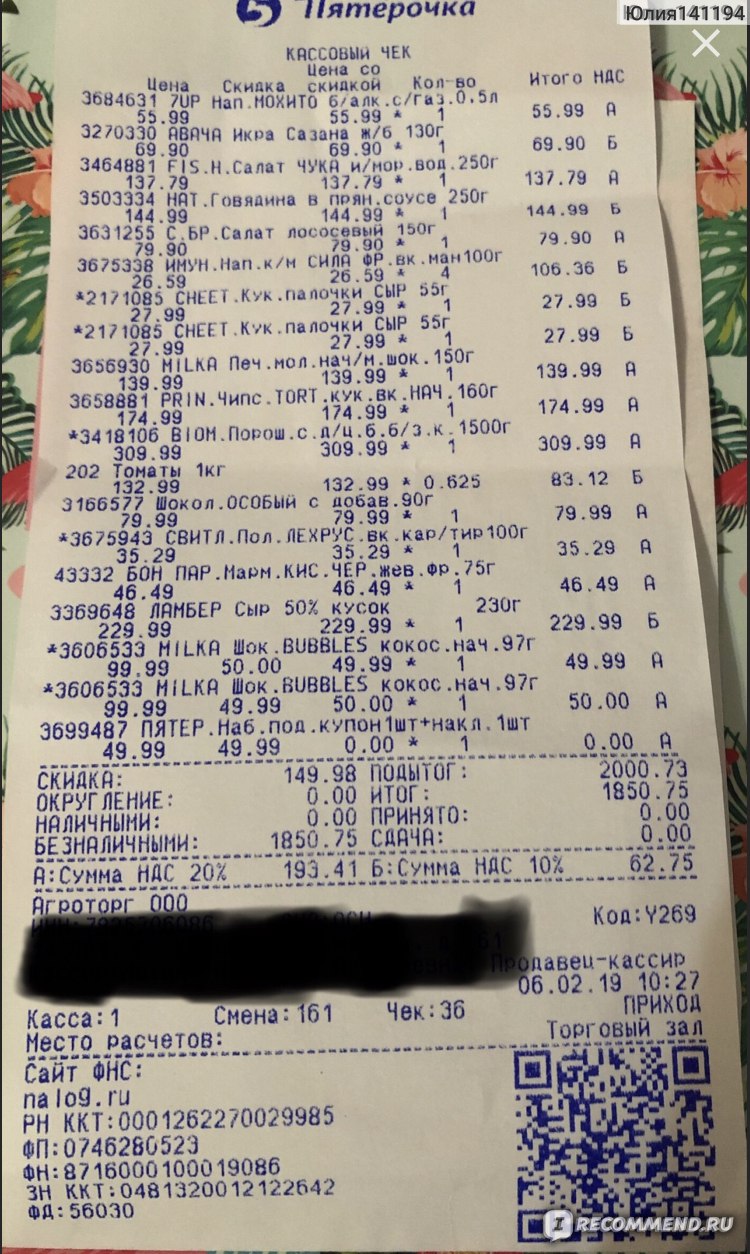 Пятерочка
Юлия141194
КАССОВЫЙ ЧЕК
Цена со
Цена Скидка скидкой Кол-во Итого НДС
3684631 7UP Нап.МОХИТО б/алк.с/газ.0,5л
55.99 55.99 * 1 55.99 А
3270330 АВАЧА Икра Сазана ж/б 130г
69.90 69.90 * 1 69.90 Б
3464881 FIS.H.Салат ЧУКА и/мор.вод.250г
137.79 137.79 * 1 137.79 А
3503334 НАТ.Говядина в прян.соусе 250г
144.99 144.99 * 1 144.99 Б
3631255 С.БР.Салат лососевый 150г
79.90 79.90 * 1 79.90 А
3675338 ИМУН.Нап.к/м СИЛА ФР.вк.ман100г
26.59 26.59 * 4 106.36 Б
*2171085 CHEET.Кук.палочки СЫР 55г
27.99 27.99 * 1 27.99 Б
*2171085 CHEET.Кук.палочки СЫР 55г
27.99 27.99 * 1 27.99 Б
3656930 MILKA Печ.мол.нач/м.шок.150г
139.99 139.99 * 1 139.99 А
3658881 PRIN.Чипс.TORT.кук.вк.НАЧ.160г
174.99 174.99 * 1 174.99 А
*3418106 BIOM.Порош.с.д/ц.б.б/з.к.1500г
309.99 309.99 * 1 309.99 А
202 Томаты 1кг
132.99 132.99 * 0.625 83.12 Б
3166577 Шокол.ОСОБЫЙ с добав.90г
79.99 79.99 * 1 79.99 А
*3675943 СВИТЛ.Пол.ЛЕХРУС.вк.кар/тир100г
35.29 35.29 * 1 35.29 А
43332 БОН ПАР.Марм.КИС.ЧЕР.жев.фр.75г
46.49 46.49 * 1 46.49 А
3369648 ЛАМБЕР Сыр 50% кусок 230г
229.99 229.99 * 1 229.99 Б
*3606533 MILKA Шок.BUBBLES кокос.нач.97г
99.99 50.00 49.99 * 1 49.99 А
*3606533 MILKA Шок.BUBBLES кокос.нач.97г
99.99 49.99 50.00 * 1 50.00 А
3699487 ПЯТЕР.Наб.под.купон1шт+накл.1шт
49.99 49.99 0.00 * 1 0.00 А
СКИДКА: 149.98 ПОДЫТОГ: 2000.73
ОКРУГЛЕНИЕ: 0.00 ИТОГ: 1850.75
НАЛИЧНЫМИ: 0.00 ПРИНЯТО: 0.00
БЕЗНАЛИЧНЫМИ: 1850.75 СДАЧА: 0.00
А:Сумма НДС 20% 193.41 Б:Сумма НДС 10% 62.75
Агроторг ООО
Код:Y269
Продавец-кассир
06.02.19 10:27
Касса:1 Смена:161 Чек:36 ПРИХОД
Место расчетов: Торговый зал
Сайт ФНС:
nalog.ru
РН ККТ:0001262270029985
ФП:0746280523
ФН:8716000100019086
ЗН ККТ:0481320012122642
ФД:56030
IRECOMMEND.RU